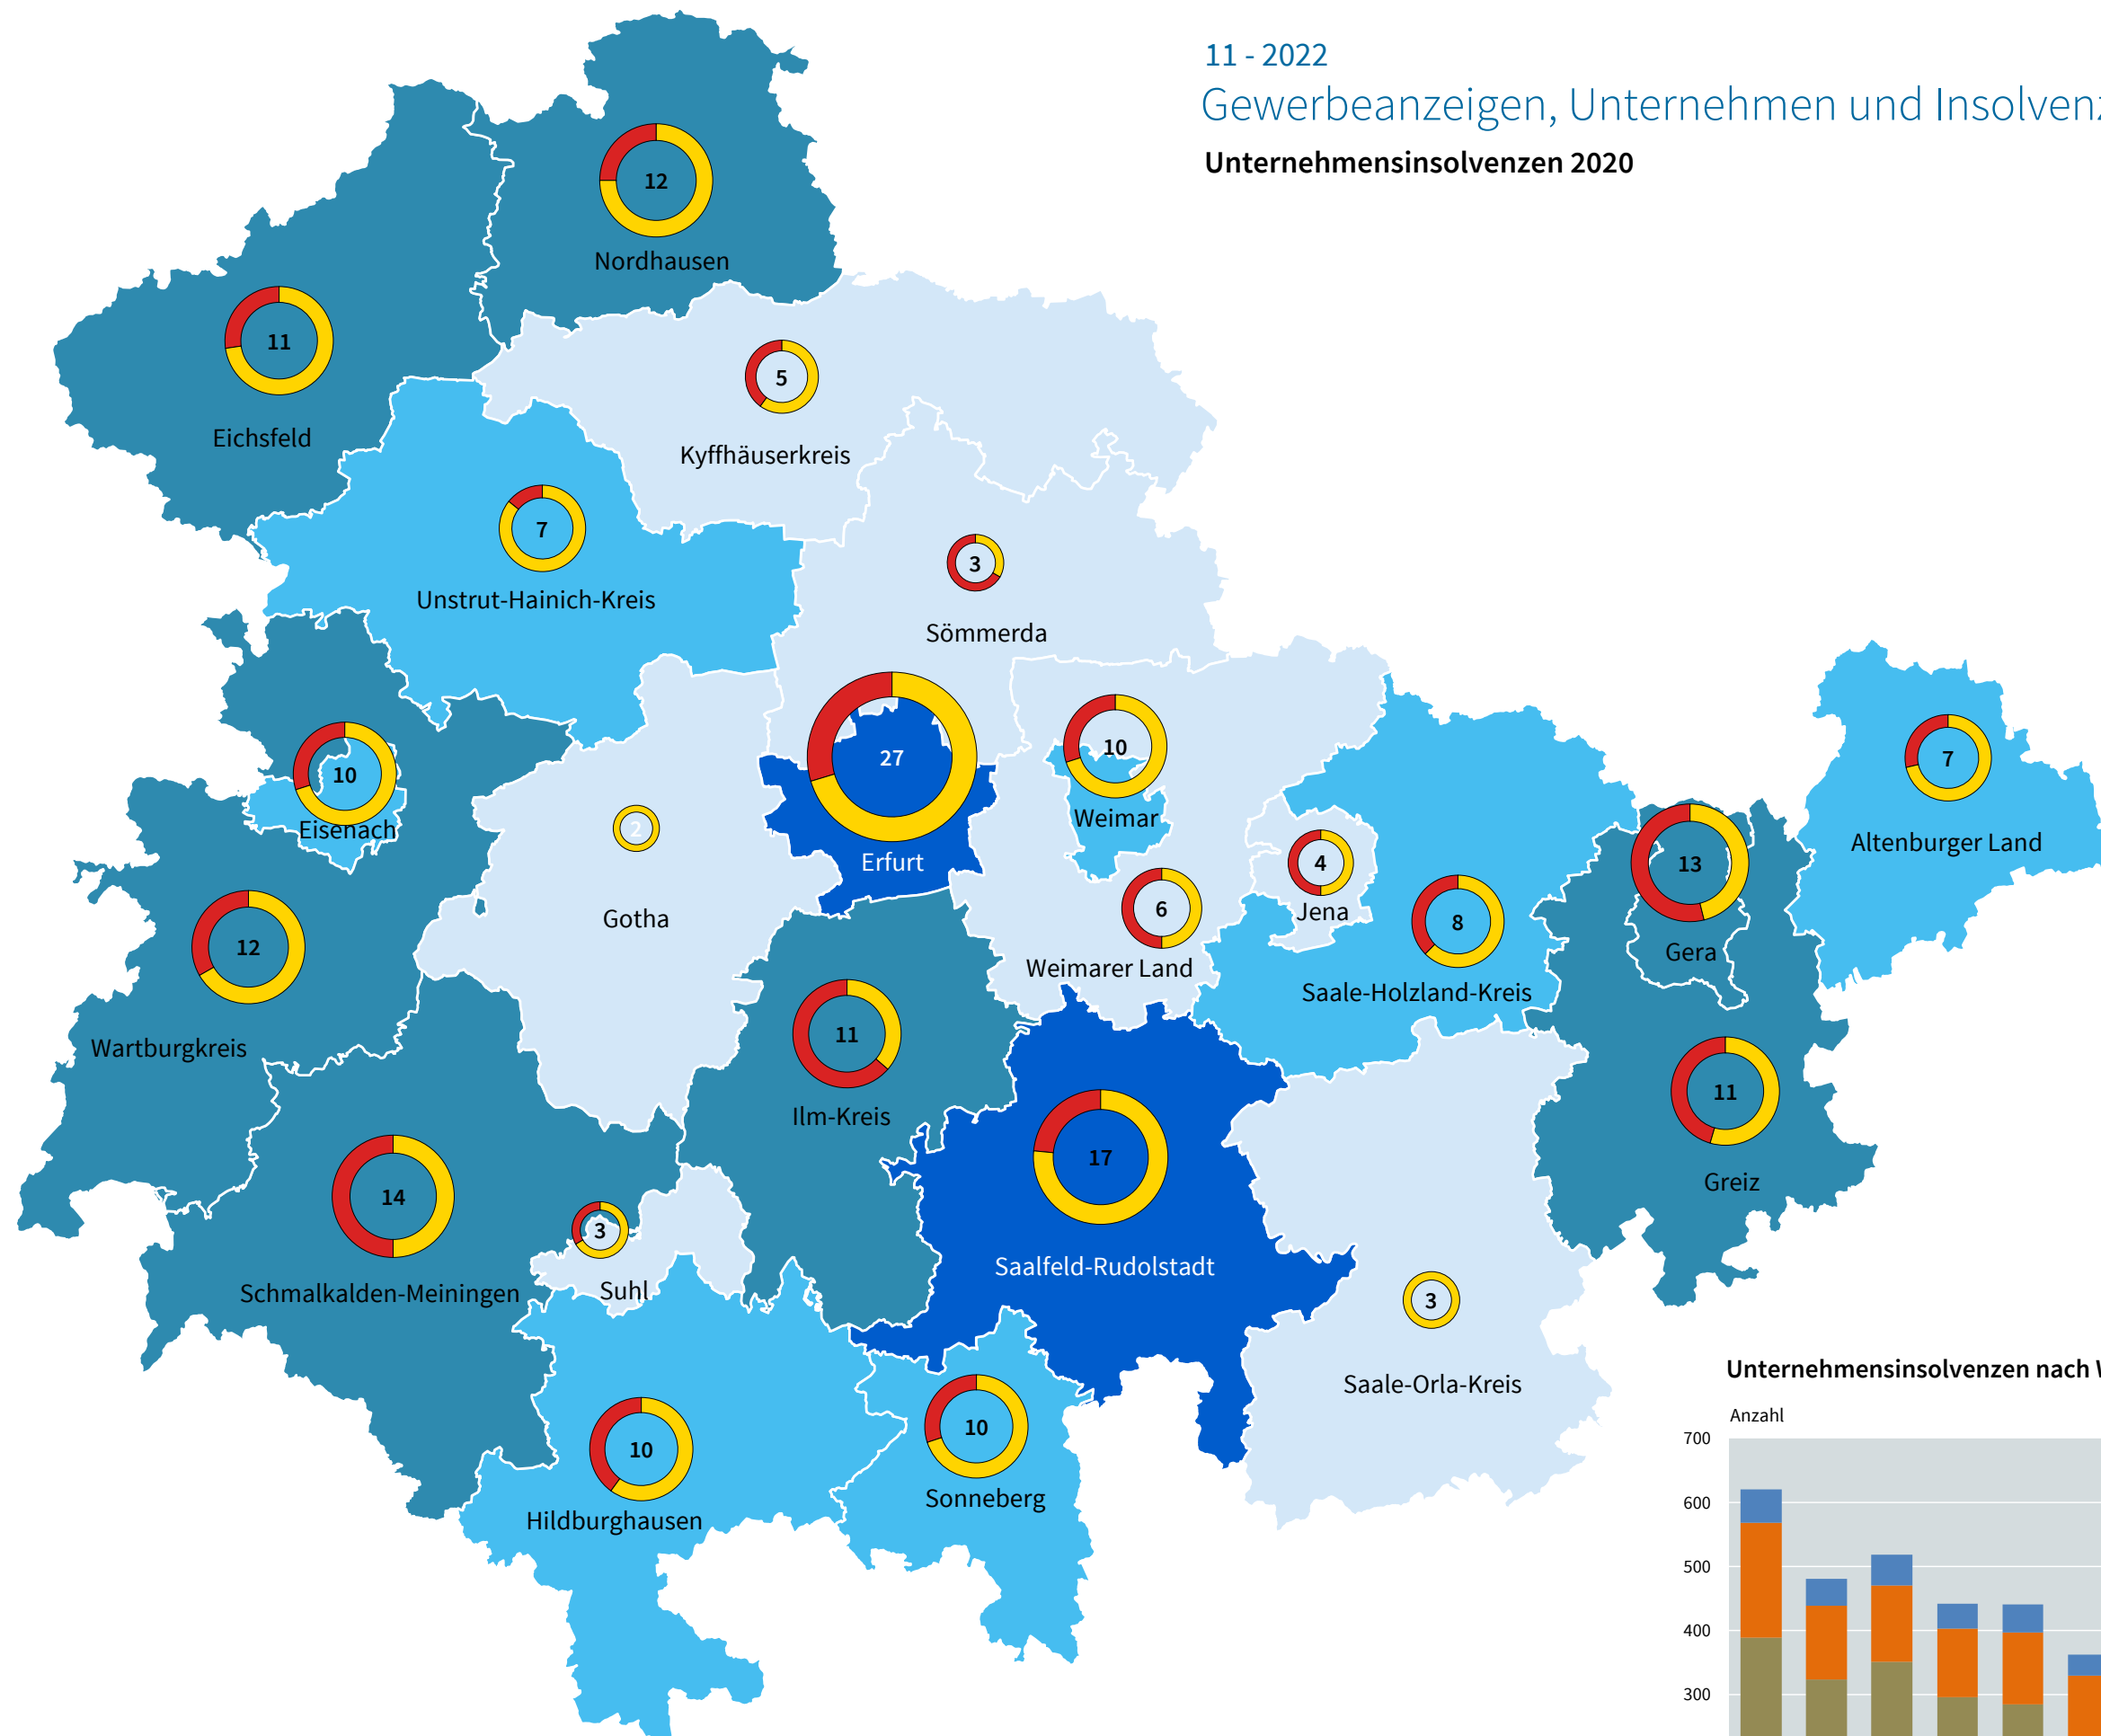 11 - 2022
Gewerbeanzeigen, Unternehmen und
Unternehmensinsolvenzen 2020
12
Nordhausen
11
Eichsfeld
5
Kyffhäuserkreis
7
Unstrut-Hainich-Kreis
3
Sömmerda
27
Erfurt
10
Weimar
10
Eisenach
2
Gotha
7
Altenburger Land
13
Gera
4
Jena
8
Saale-Holzland-Kreis
6
Weimarer Land
12
Wartburgkreis
11
Ilm-Kreis
11
Greiz
17
Saalfeld-Rudolstadt
14
Schmalkalden-Meiningen
3
Suhl
3
Saale-Orla-Kreis
10
Hildburghausen
10
Sonneberg
Unternehmensinsolvenzen nach
Anzahl
700
600
500
400
300